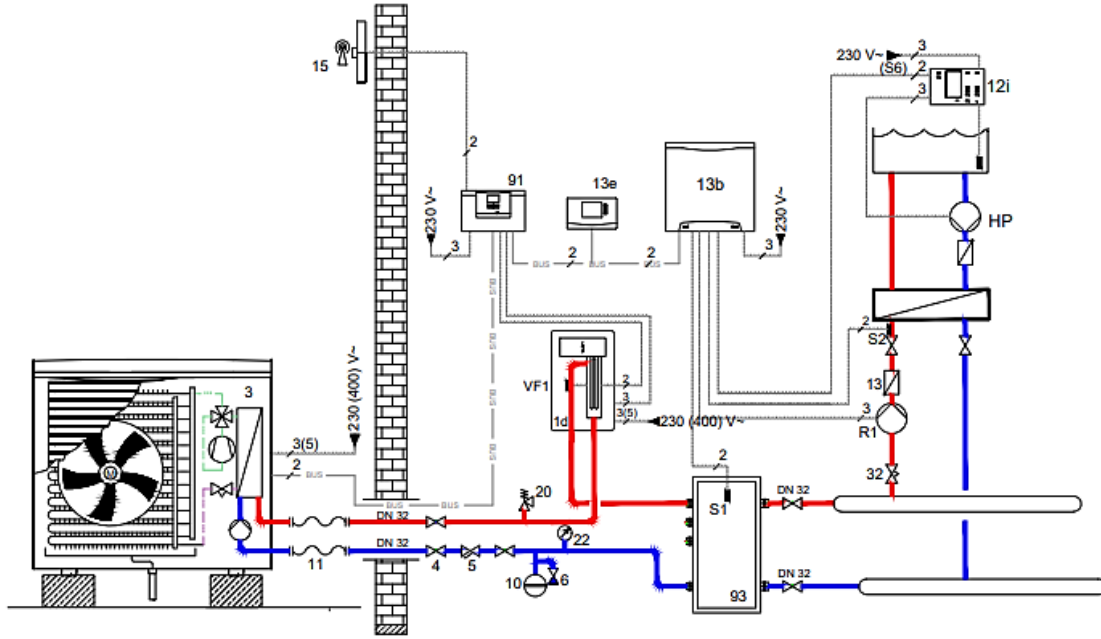 15
2
91
230 V~
3
13e
2
BUS
2
BUS
13b
3
230 V~
230 V~
3
(S6)
2
3
12i
HP
2
S2
13
3
R1
32
BUS
VF1
1d
2
3
3(5)
230 (400) V~
3
230 (400) V~
3(5)
2
BUS
BUS
BUS
M
2
S1
93
20
22
DN 32
DN 32
11
4
5
10
6
DN 32
DN 32